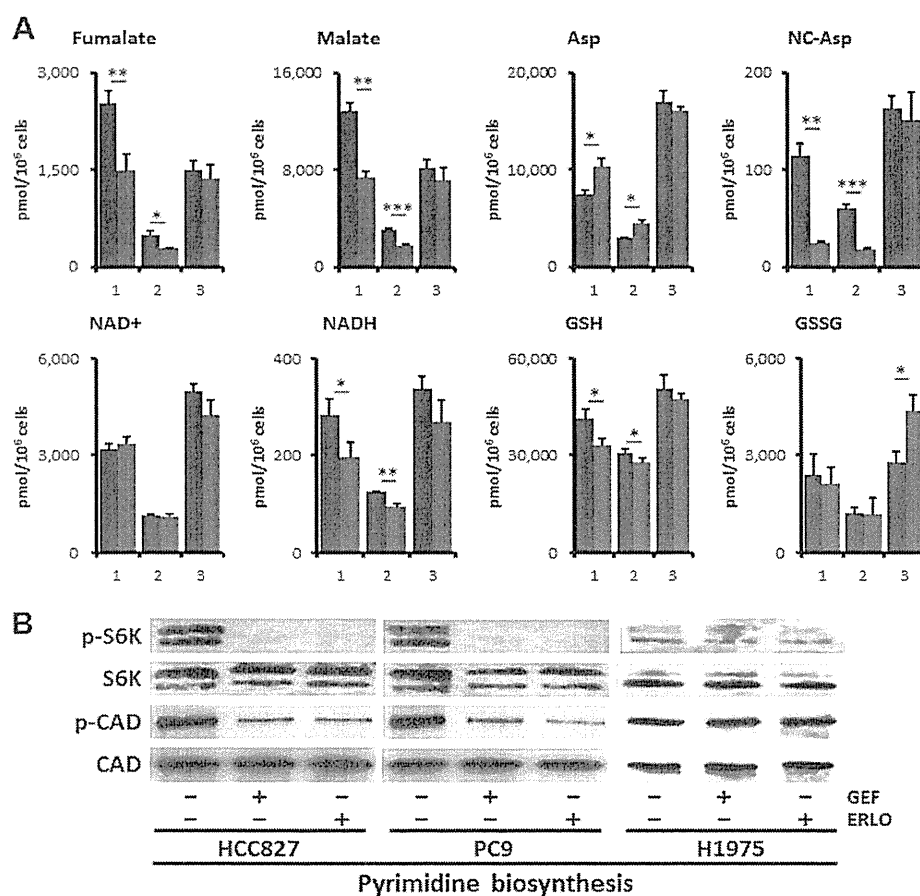 A
Fumalate
Malate
Asp
NC-Asp
3,000
1,500
0
pmol/10⁶ cells
**
*
1 2 3
16,000
8,000
0
pmol/10⁶ cells
**
***
1 2 3
20,000
10,000
0
pmol/10⁶ cells
*
*
1 2 3
200
100
0
pmol/10⁶ cells
**
***
1 2 3
NAD+
NADH
GSH
GSSG
6,000
3,000
0
pmol/10⁶ cells
1 2 3
400
200
0
pmol/10⁶ cells
*
**
1 2 3
60,000
30,000
0
pmol/10⁶ cells
*
*
1 2 3
6,000
3,000
0
pmol/10⁶ cells
*
1 2 3
B
p-S6K
S6K
p-CAD
CAD
− + − − + − − + − GEF
− − + − − + − − + ERLO
HCC827 PC9 H1975
Pyrimidine biosynthesis